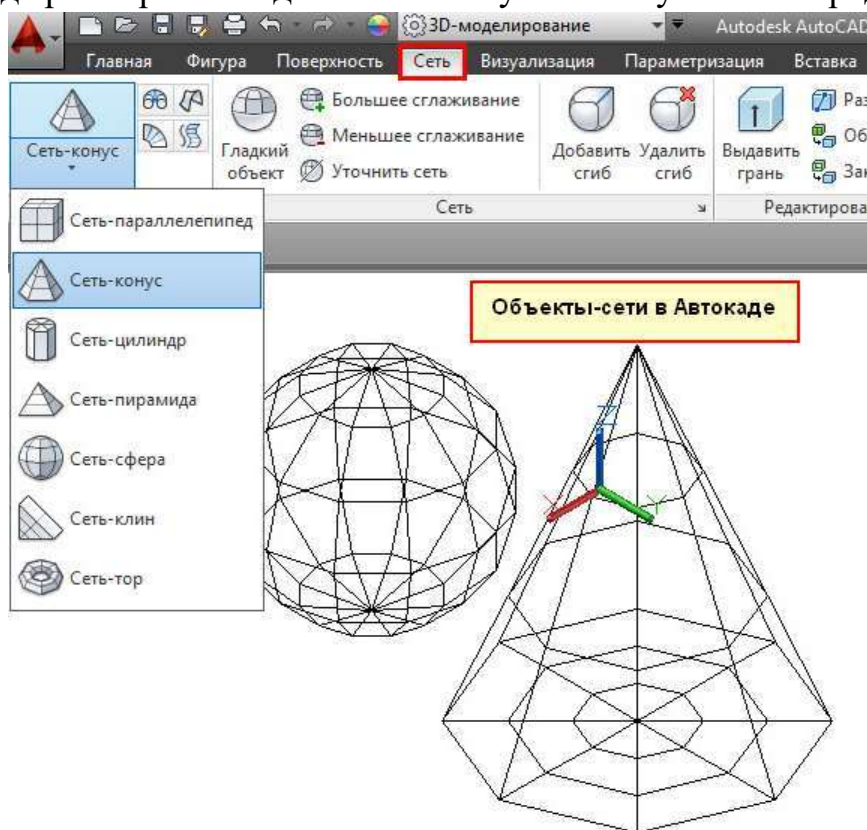 3D-моделирование
Autodesk AutoCAD
Главная Фигура Поверхность Сеть Визуализация Параметризация Вставка
Сеть-конус
Гладкий объект
Большее сглаживание
Меньшее сглаживание
Уточнить сеть
Добавить сгиб
Удалить сгиб
Выдавить грань
Сеть
Сеть-параллелепипед
Сеть-конус
Сеть-цилиндр
Сеть-пирамида
Сеть-сфера
Сеть-клин
Сеть-тор
Объекты-сети в Автокаде
Z
X
Y